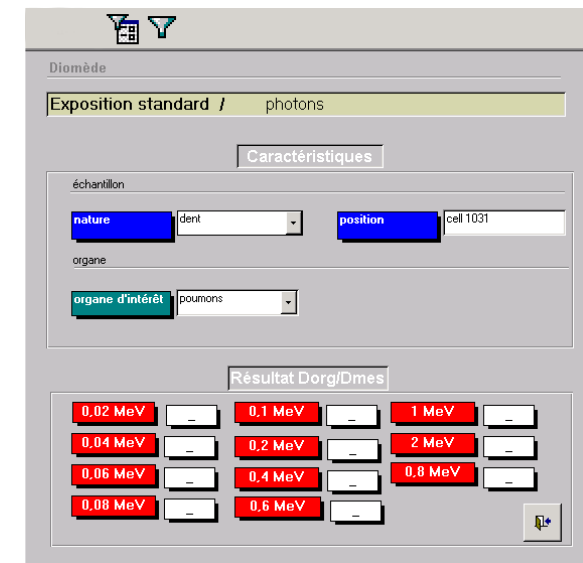 Diomède
Exposition standard / photons
Caractéristiques
échantillon
nature dent position cell 1031
organe
organe d'intérêt poumons
Résultat Dorg/Dmes
0,02 MeV _ 0,1 MeV _ 1 MeV _
0,04 MeV _ 0,2 MeV _ 2 MeV _
0,06 MeV _ 0,4 MeV _ 0,8 MeV _
0,08 MeV _ 0,6 MeV _